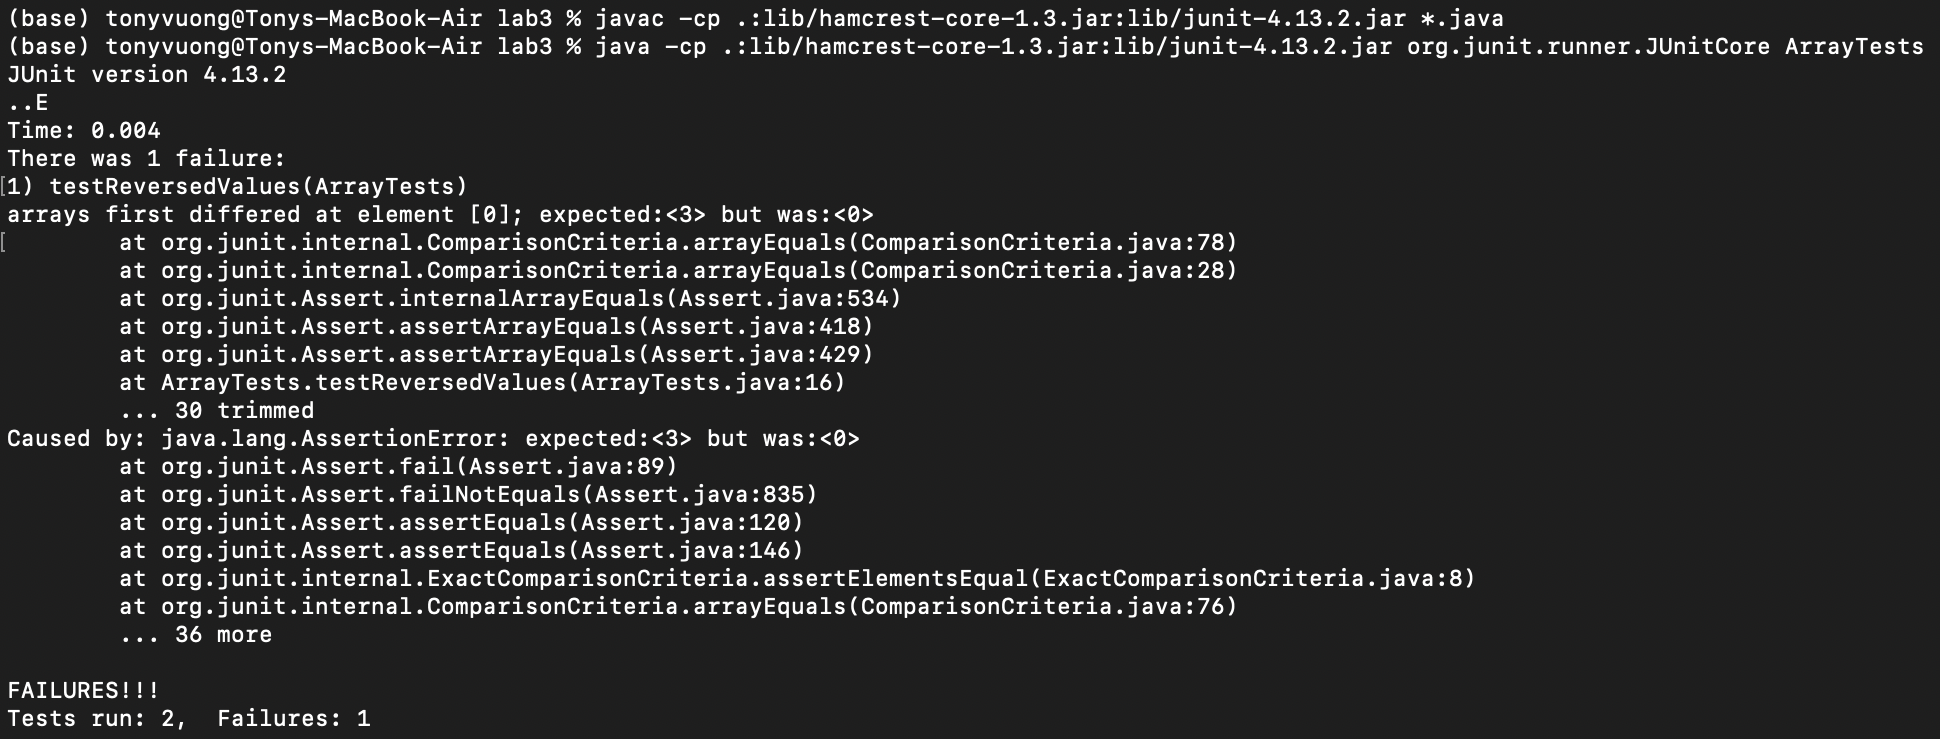 (base) tonyvuong@Tonys-MacBook-Air lab3 % javac -cp .:lib/hamcrest-core-1.3.jar:lib/junit-4.13.2.jar *.java
(base) tonyvuong@Tonys-MacBook-Air lab3 % java -cp .:lib/hamcrest-core-1.3.jar:lib/junit-4.13.2.jar org.junit.runner.JUnitCore ArrayTests
JUnit version 4.13.2
..E
Time: 0.004
There was 1 failure:
[1) testReversedValues(ArrayTests)
arrays first differed at element [0]; expected:<3> but was:<0>
[        at org.junit.internal.ComparisonCriteria.arrayEquals(ComparisonCriteria.java:78)
        at org.junit.internal.ComparisonCriteria.arrayEquals(ComparisonCriteria.java:28)
        at org.junit.Assert.internalArrayEquals(Assert.java:534)
        at org.junit.Assert.assertArrayEquals(Assert.java:418)
        at org.junit.Assert.assertArrayEquals(Assert.java:429)
        at ArrayTests.testReversedValues(ArrayTests.java:16)
        ... 30 trimmed
Caused by: java.lang.AssertionError: expected:<3> but was:<0>
        at org.junit.Assert.fail(Assert.java:89)
        at org.junit.Assert.failNotEquals(Assert.java:835)
        at org.junit.Assert.assertEquals(Assert.java:120)
        at org.junit.Assert.assertEquals(Assert.java:146)
        at org.junit.internal.ExactComparisonCriteria.assertElementsEqual(ExactComparisonCriteria.java:8)
        at org.junit.internal.ComparisonCriteria.arrayEquals(ComparisonCriteria.java:76)
        ... 36 more

FAILURES!!!
Tests run: 2,  Failures: 1